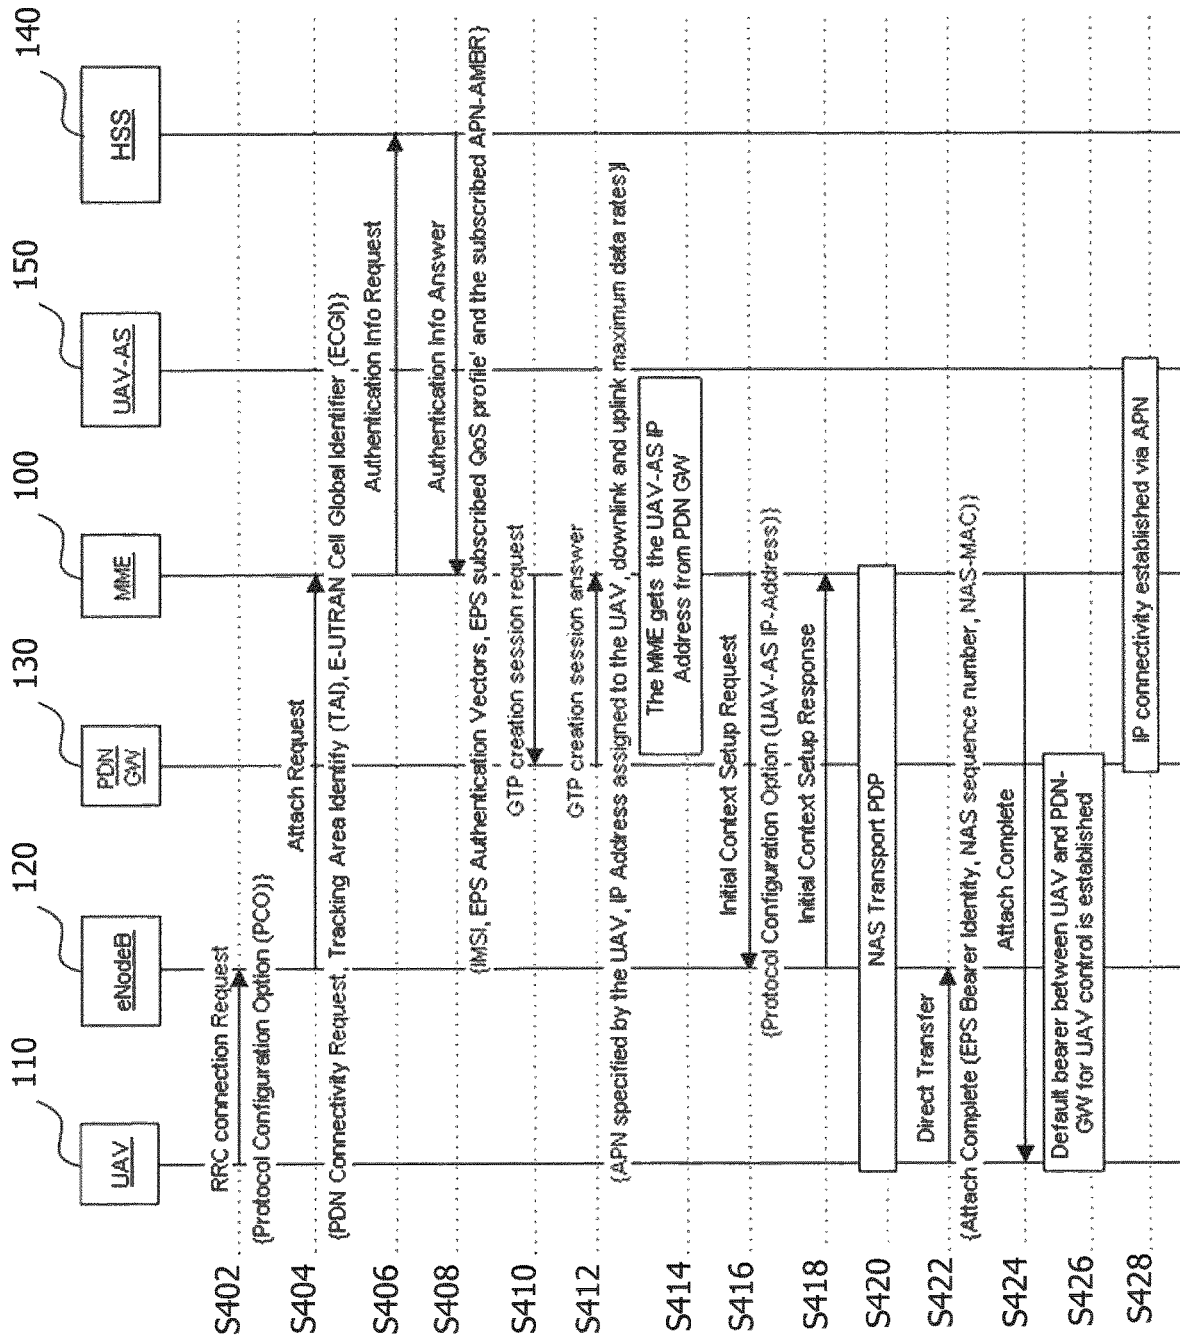 110
120
130
100
150
140
UAV
eNodeB
PDN
GW
MME
UAV-AS
HSS
S402
RRC connection Request
{Protocol Configuration Option (PCO)}
S404
Attach Request
{PDN Connectivity Request, Tracking Area Identity (TAI), E-UTRAN Cell Global Identifier (ECGI)}
S406
Authentication Info Request
S408
Authentication Info Answer
{IMSI, EPS Authentication Vectors, EPS subscribed QoS profile' and the subscribed APN-AMBR}
S410
GTP creation session request
S412
GTP creation session answer
{APN specified by the UAV, IP Address assigned to the UAV, downlink and uplink maximum data rates}
S414
The MME gets the UAV-AS IP
Address from PDN GW
S416
Initial Context Setup Request
{Protocol Configuration Option (UAV-AS IP-Address)}
S418
Initial Context Setup Response
S420
NAS Transport PDP
S422
Direct Transfer
{Attach Complete (EPS Bearer Identity, NAS sequence number, NAS-MAC)}
S424
Attach Complete
S426
Default bearer between UAV and PDN-
GW for UAV control is established
S428
IP connectivity established via APN